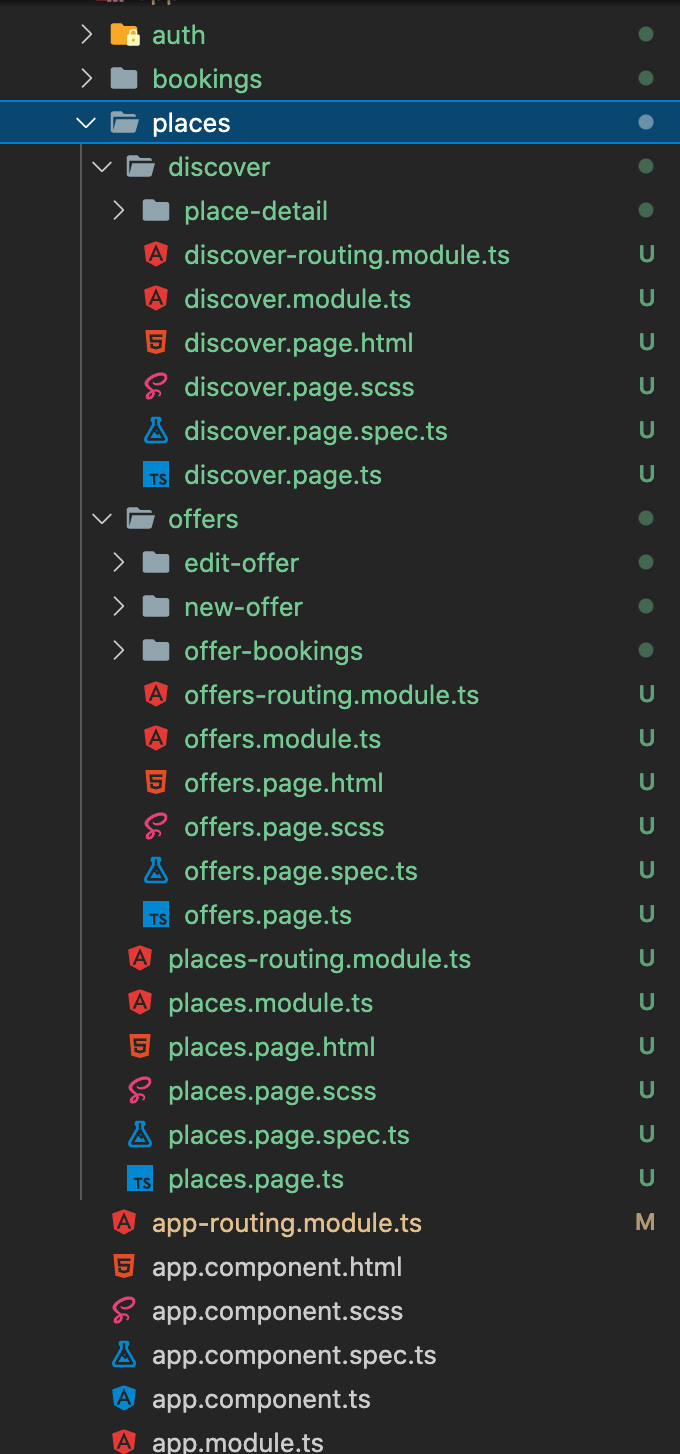 auth
bookings
places
discover
place-detail
discover-routing.module.ts U
discover.module.ts U
discover.page.html U
discover.page.scss U
discover.page.spec.ts U
TS discover.page.ts U
offers
edit-offer
new-offer
offer-bookings
offers-routing.module.ts U
offers.module.ts U
offers.page.html U
offers.page.scss U
offers.page.spec.ts U
TS offers.page.ts U
places-routing.module.ts U
places.module.ts U
places.page.html U
places.page.scss U
places.page.spec.ts U
TS places.page.ts U
app-routing.module.ts M
app.component.html
app.component.scss
app.component.spec.ts
app.component.ts
app.module.ts